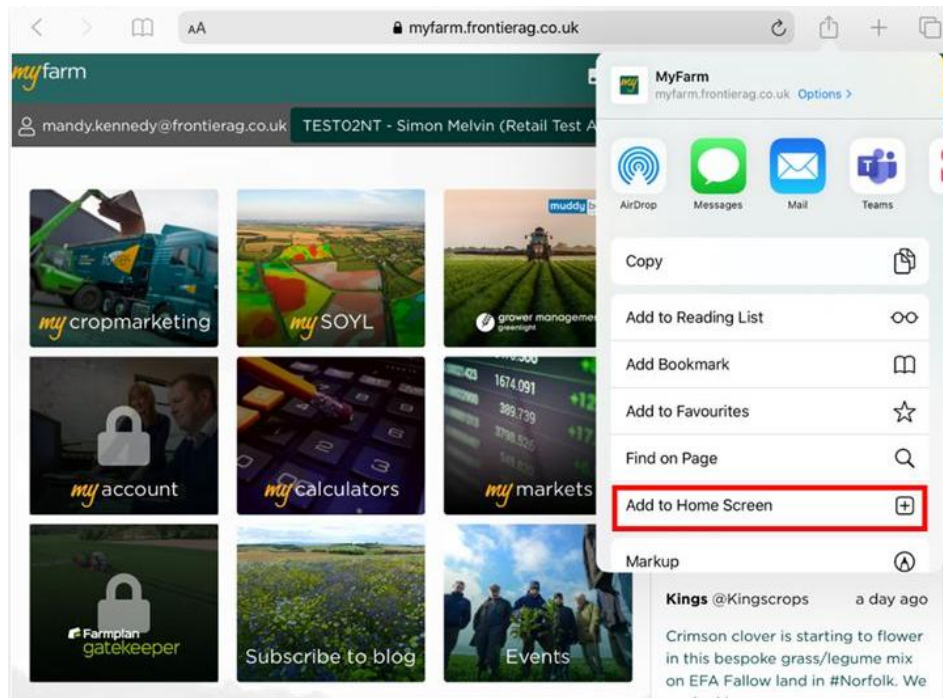 AA
myfarm.frontierag.co.uk
myfarm
mandy.kennedy@frontierag.co.uk
TEST02NT - Simon Melvin (Retail Test A
my
MyFarm
myfarm.frontierag.co.uk Options >
AirDrop
Messages
Mail
Teams
Copy
Add to Reading List
Add Bookmark
Add to Favourites
Find on Page
Add to Home Screen
Markup
my cropmarketing
my SOYL
muddy
grower manageme
greenlight
my account
my calculators
1674.091
389.739
my markets
Farmplan
gatekeeper
Subscribe to blog
Events
Kings @Kingscrops a day ago
Crimson clover is starting to flower
in this bespoke grass/legume mix
on EFA Fallow land in #Norfolk. We